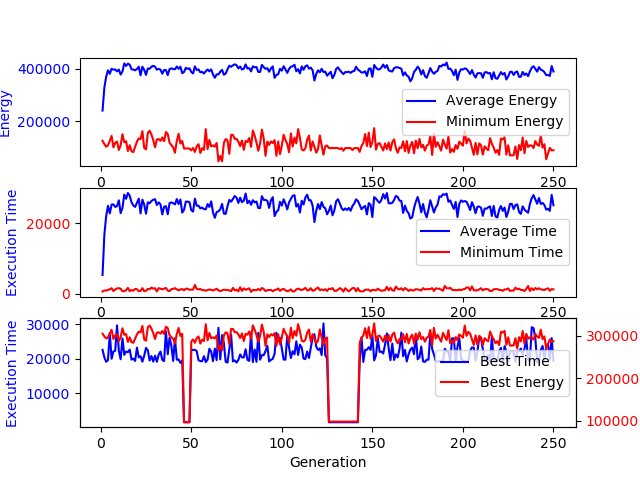 400000
200000
Energy
Average Energy
Minimum Energy
0 50 100 150 200 250
20000
0
Execution Time
Average Time
Minimum Time
0 50 100 150 200 250
30000
20000
10000
Execution Time
Best Time
Best Energy
300000
200000
100000
0 50 100 150 200 250
Generation